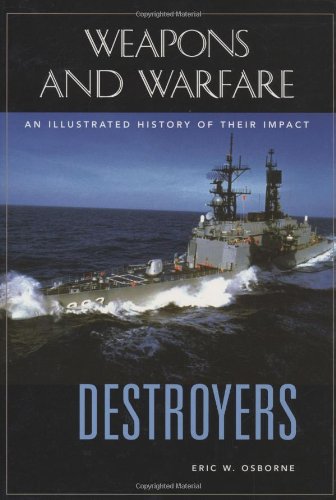 WEAPONS
AND WARFARE
AN ILLUSTRATED HISTORY OF THEIR IMPACT
DESTROYERS
ERIC W. OSBORNE